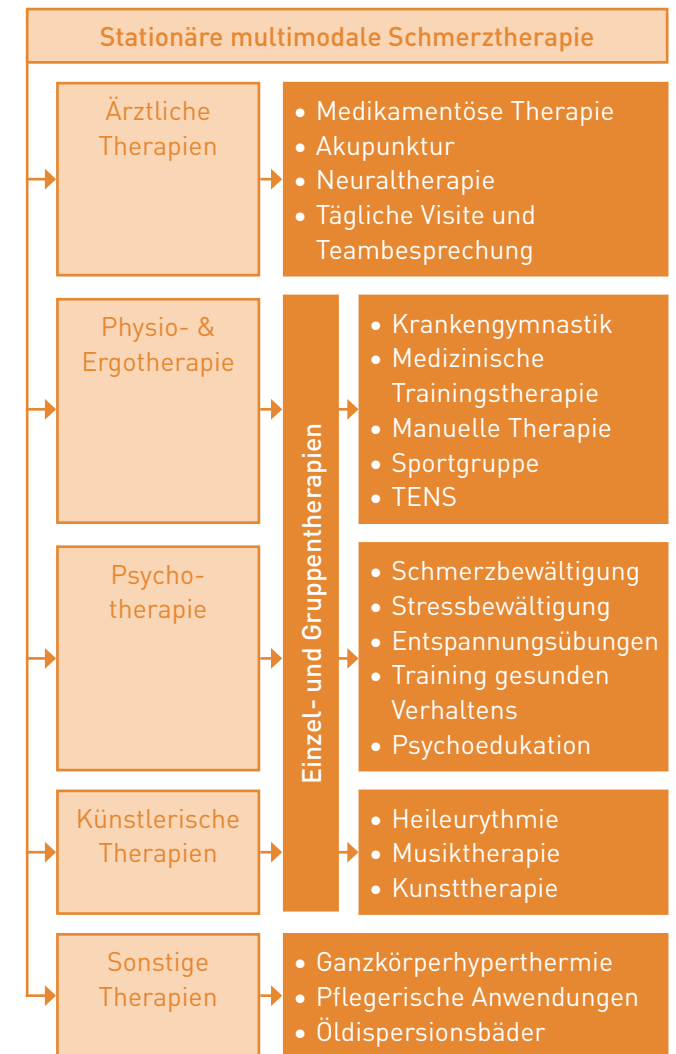 Stationäre multimodale Schmerztherapie
Ärztliche
Therapien
• Medikamentöse Therapie
• Akupunktur
• Neuraltherapie
• Tägliche Visite und
Teambesprechung
Physio- &
Ergotherapie
Einzel- und Gruppentherapien
• Krankengymnastik
• Medizinische
Trainingstherapie
• Manuelle Therapie
• Sportgruppe
• TENS
Psycho-
therapie
• Schmerzbewältigung
• Stressbewältigung
• Entspannungsübungen
• Training gesunden
Verhaltens
• Psychoedukation
Künstlerische
Therapien
• Heileurythmie
• Musiktherapie
• Kunsttherapie
Sonstige
Therapien
• Ganzkörperhyperthermie
• Pflegerische Anwendungen
• Öldispersionsbäder